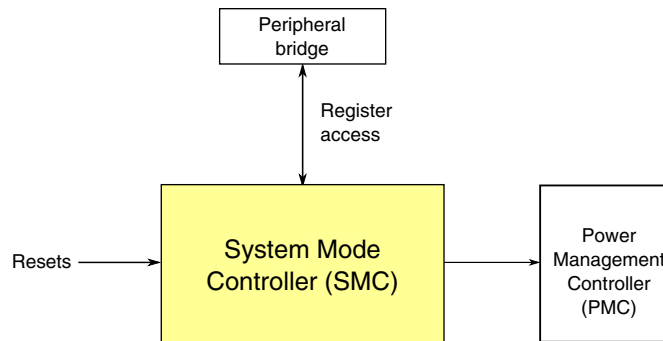 Peripheral
bridge
Register
access
Resets
System Mode
Controller (SMC)
Power
Management
Controller
(PMC)